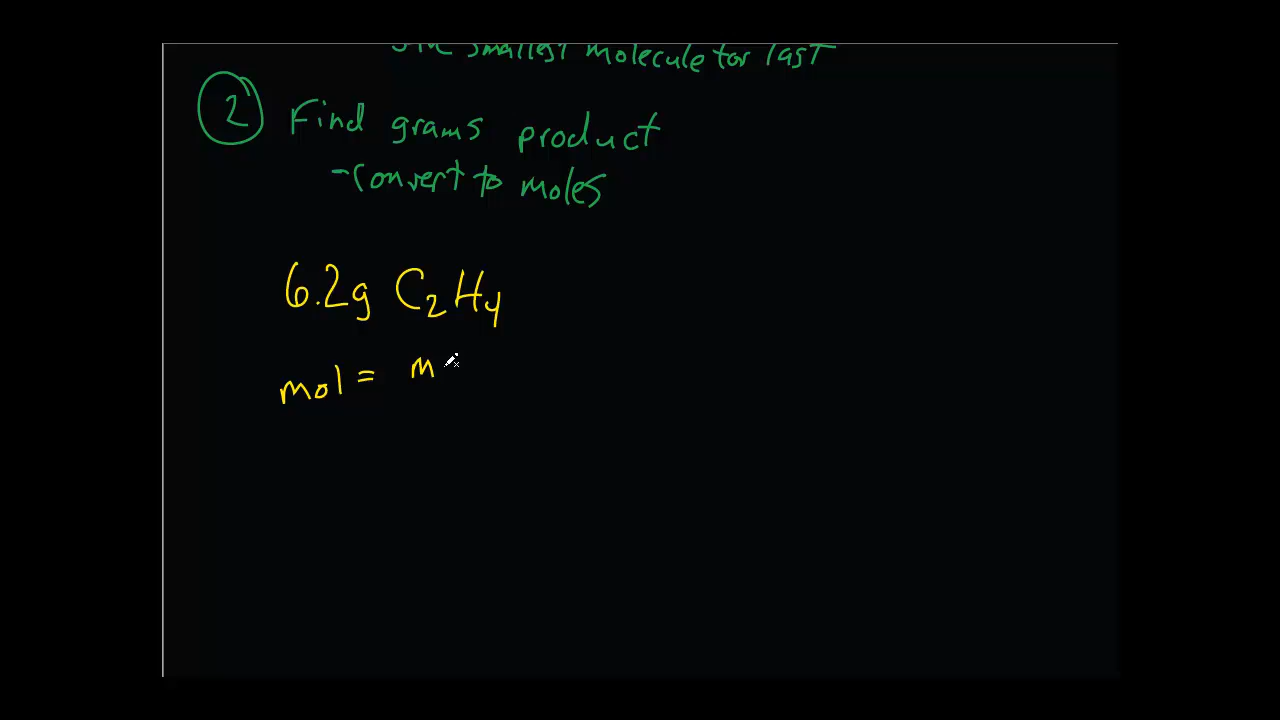 smallest molecule for last
2 Find grams product
-Convert to moles
6.2g C₂H₄
mol = m